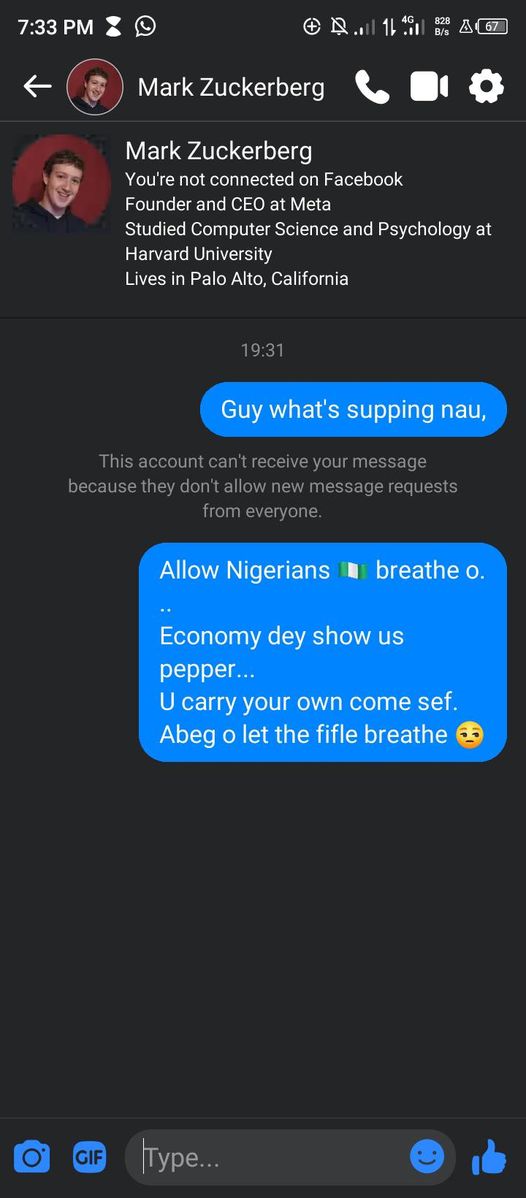 7:33 PM
4G
828
B/s
67
Mark Zuckerberg
Mark Zuckerberg
You're not connected on Facebook
Founder and CEO at Meta
Studied Computer Science and Psychology at
Harvard University
Lives in Palo Alto, California
19:31
Guy what's supping nau,
This account can't receive your message
because they don't allow new message requests
from everyone.
Allow Nigerians 🇳🇬 breathe o.
..
Economy dey show us
pepper...
U carry your own come sef.
Abeg o let the fifle breathe 😒
GIF
Type...